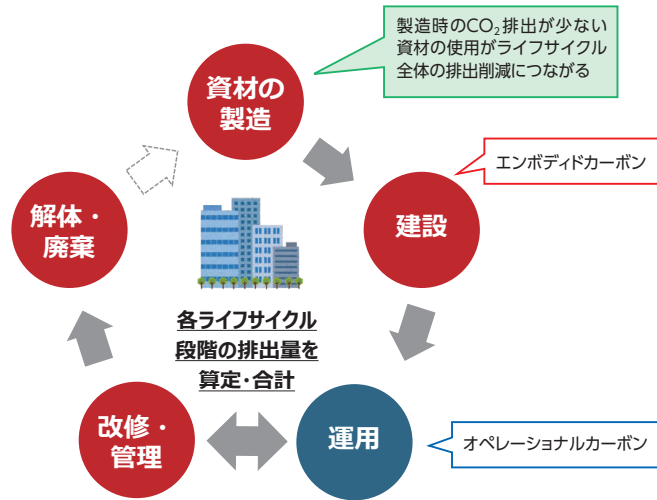 製造時のCO₂排出が少ない
資材の使用がライフサイクル
全体の排出削減につながる
資材の
製造
エンボディドカーボン
建設
解体・
廃棄
各ライフサイクル
段階の排出量を
算定・合計
改修・
管理
運用
オペレーショナルカーボン